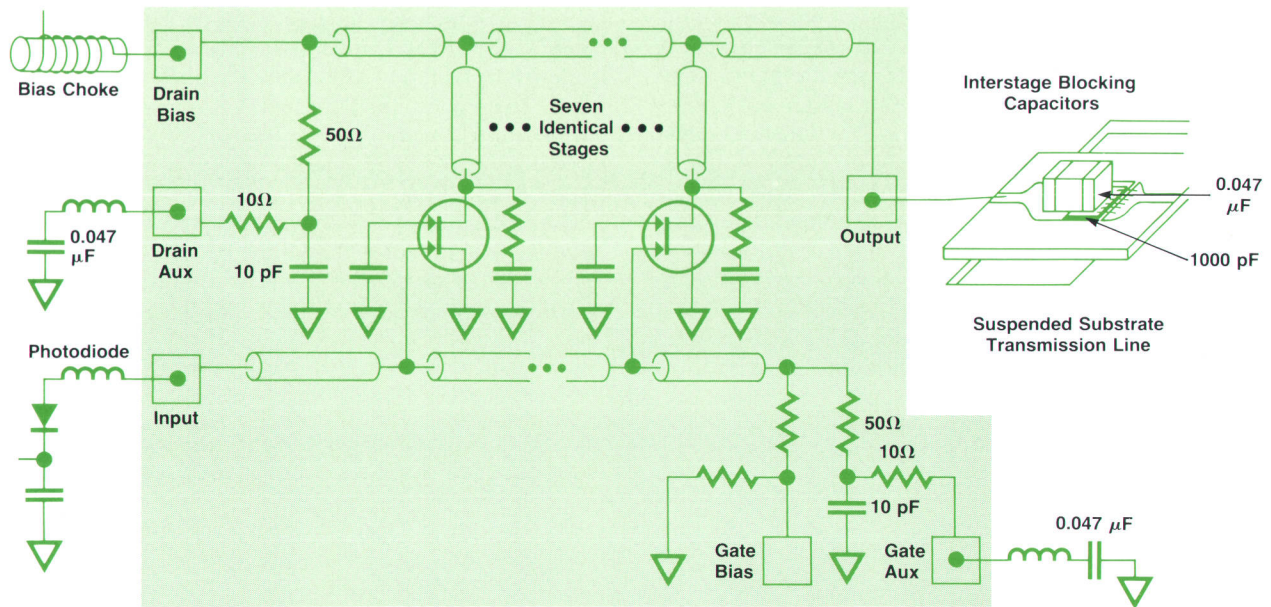 Bias Choke
Drain
Bias
50Ω
Seven
Identical
Stages
Interstage Blocking
Capacitors
0.047
μF
1000 pF
Suspended Substrate
Transmission Line
Output
10Ω
0.047
μF
Drain
Aux
10 pF
Photodiode
Input
50Ω
10Ω
10 pF
Gate
Bias
Gate
Aux
0.047 μF